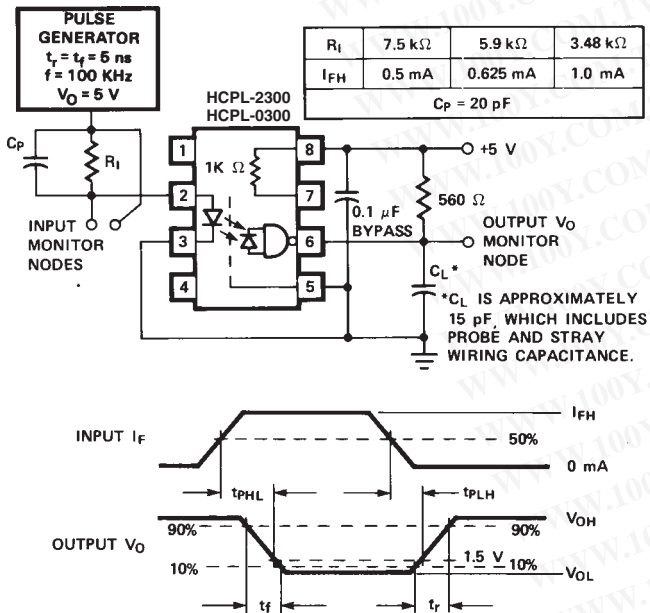 PULSE
GENERATOR
tr = tf = 5 ns
f = 100 KHz
VO = 5 V
RI 7.5 kΩ 5.9 kΩ 3.48 kΩ
IFH 0.5 mA 0.625 mA 1.0 mA
CP = 20 pF
HCPL-2300
HCPL-0300
CP
RI
1
8
+5 V
1K Ω
2
7
560 Ω
0.1 μF
BYPASS
INPUT
MONITOR
NODES
3
6
OUTPUT VO
MONITOR
NODE
4
5
CL*
*CL IS APPROXIMATELY
15 pF, WHICH INCLUDES
PROBE AND STRAY
WIRING CAPACITANCE.
IFH
INPUT IF
50%
0 mA
tPHL
tPLH
VOH
90%
90%
OUTPUT VO
1.5 V
10%
10%
VOL
tf
tr
WWW.100Y.COM.TW